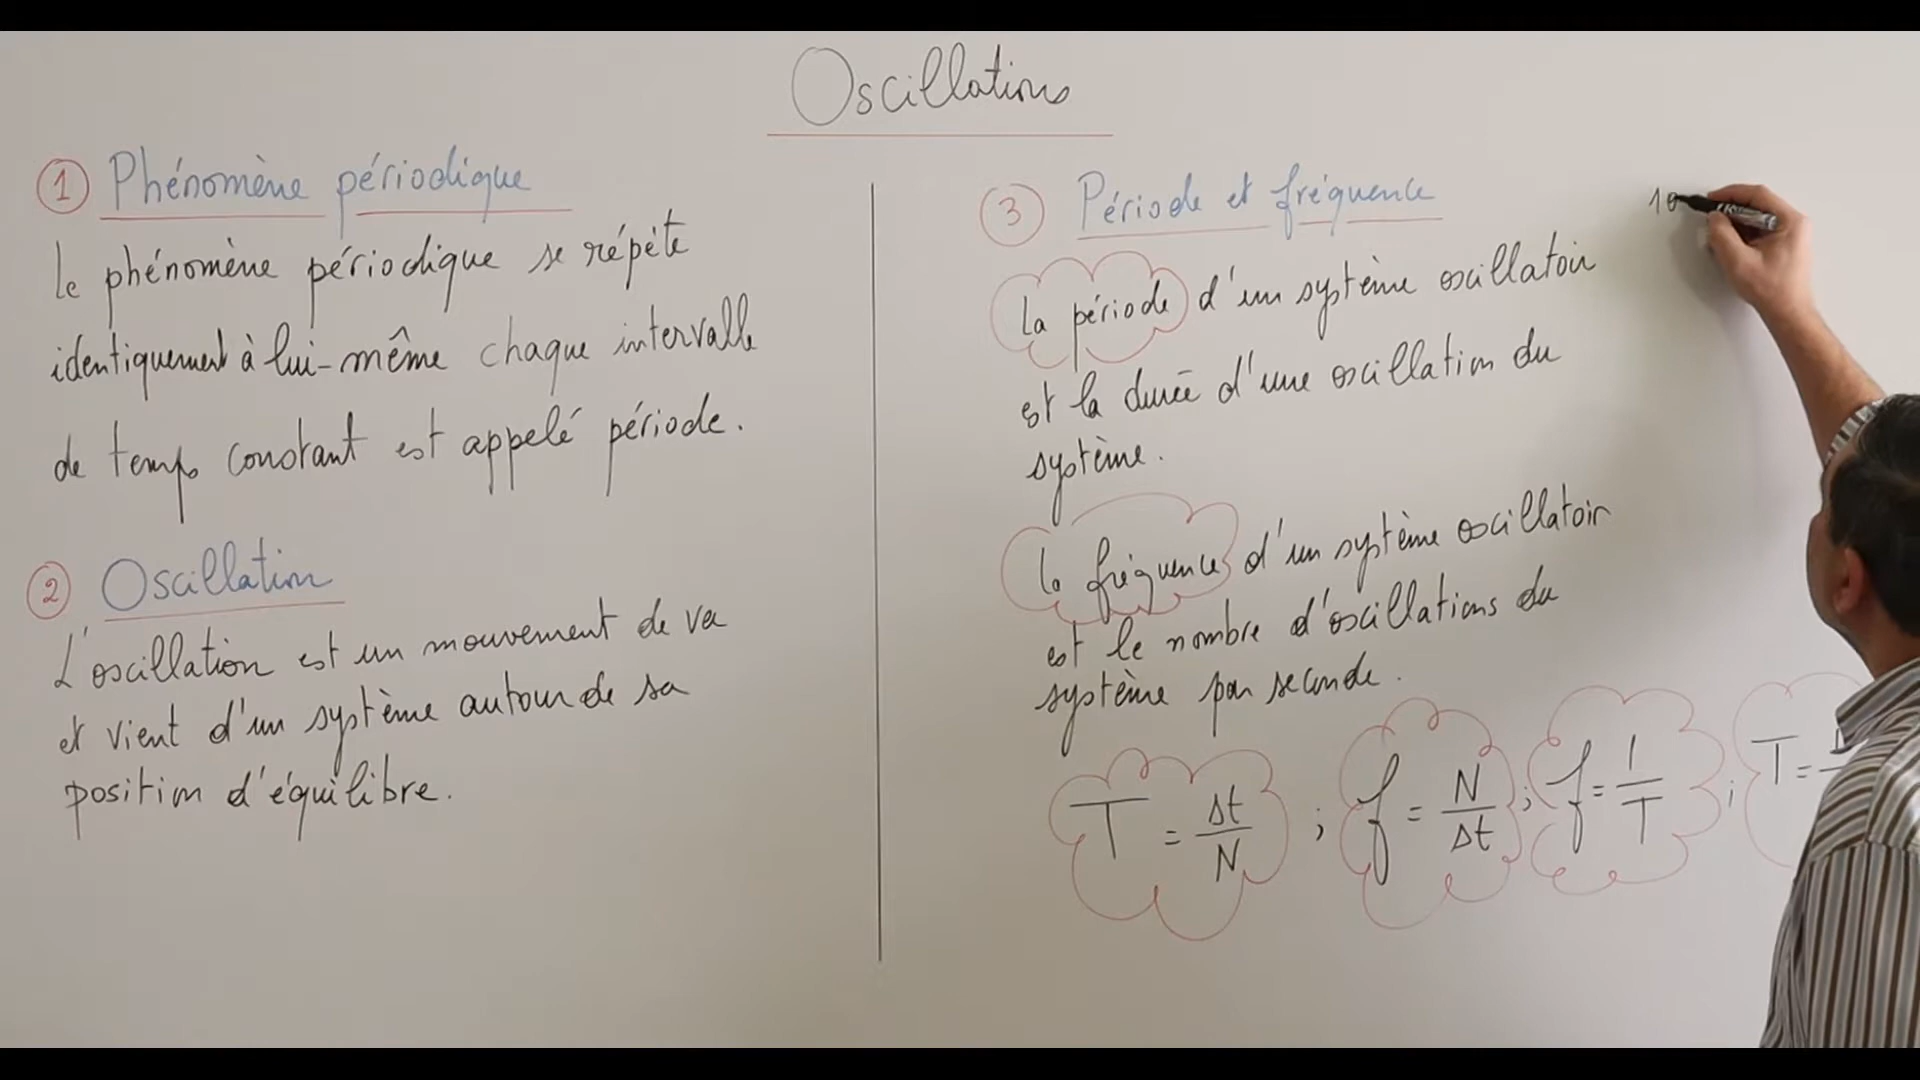 Oscillations
1 Phénomène périodique
Le phénomène périodique se répète
identiquement à lui-même chaque intervalle
de temps constant est appelé période.
2 Oscillation
L'oscillation est un mouvement de va
et vient d'un système autour de sa
position d'équilibre.
3 Période et fréquence
La période d'un système oscillatoir
est la durée d'une oscillation du
système.
la fréquence d'un système oscillatoir
est le nombre d'oscillations du
système par seconde.
T = Δt/N ; f = N/Δt ; f = 1/T ; T =
10